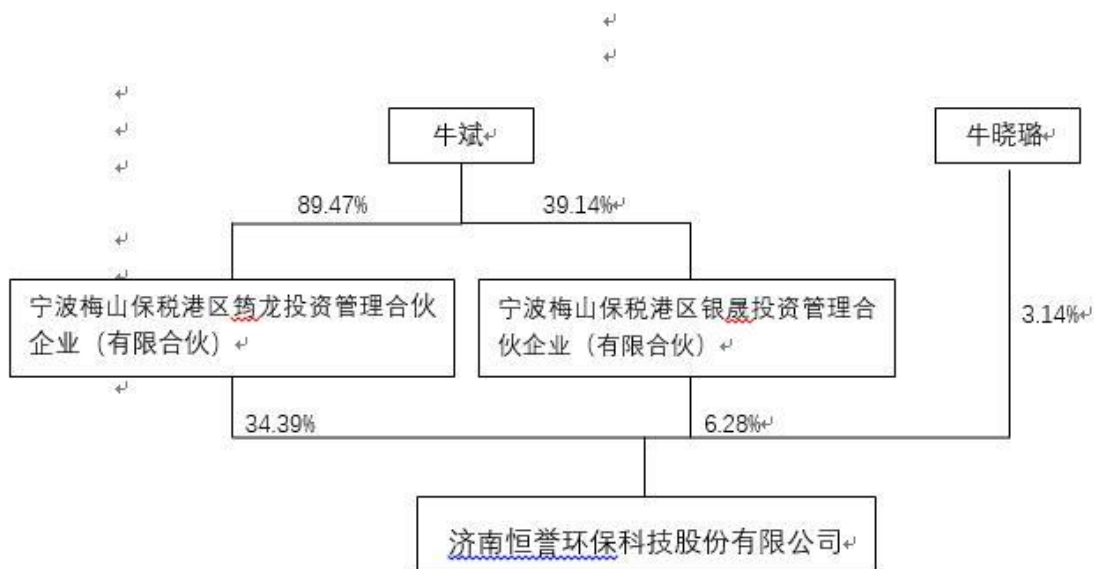 牛斌
牛晓璐
89.47%
39.14%
宁波梅山保税港区筠龙投资管理合伙
企业（有限合伙）
宁波梅山保税港区银晟投资管理合
伙企业（有限合伙）
3.14%
34.39%
6.28%
济南恒誉环保科技股份有限公司